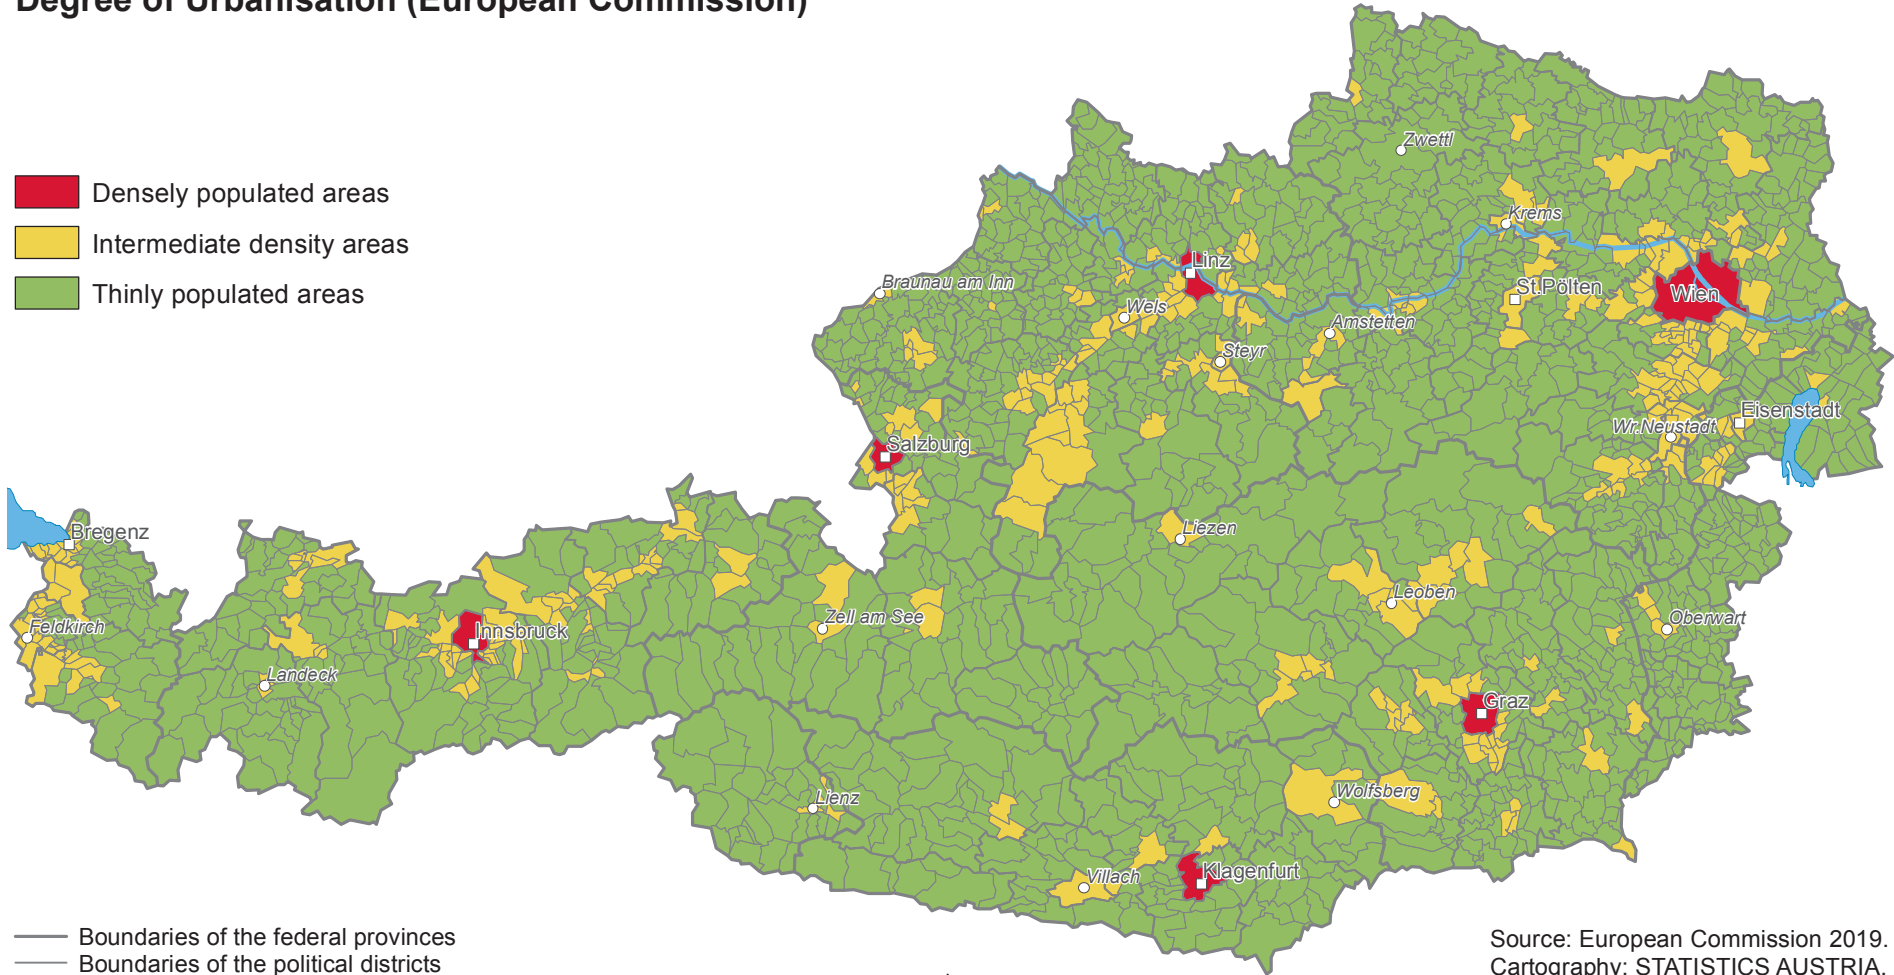 Degree of Urbanisation (European Commission)
Densely populated areas
Intermediate density areas
Thinly populated areas
Zwettl
Krems
Linz
Braunau am Inn
St.Pölten
Wien
Wels
Amstetten
Steyr
Eisenstadt
Wr.Neustadt
Salzburg
Liezen
Bregenz
Leoben
Zell am See
Oberwart
Feldkirch
Innsbruck
Landeck
Graz
Wolfsberg
Lienz
Klagenfurt
Villach
Boundaries of the federal provinces
Boundaries of the political districts
Source: European Commission 2019.
Cartography: STATISTICS AUSTRIA,